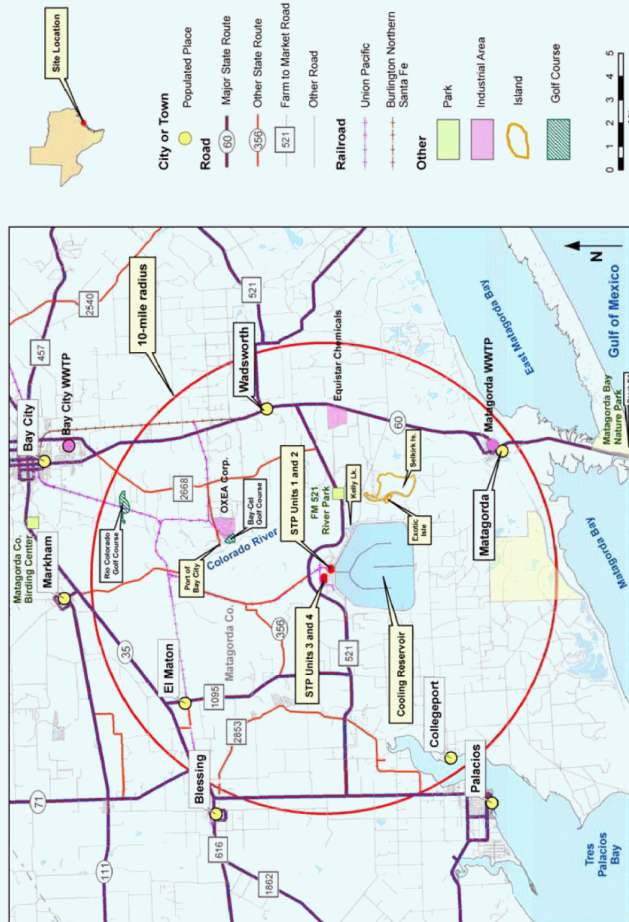 Site Location
City or Town
Populated Place
Road
60
Major State Route
356
Other State Route
521
Farm to Market Road
Other Road
Railroad
Union Pacific
Burlington Northern
Santa Fe
Other
Park
Industrial Area
Island
Golf Course
0 1 2 3 4 5
2540
10-mile radius
457
521
Bay City
Bay City WWTP
Wadsworth
Equistar Chemicals
60
Matagorda WWTP
East Matagorda Bay
Gulf of Mexico
N
Matagorda Bay
Nature Park
Matagorda
Matagorda Bay
2668
OXEA Corp.
Bay-Cel
Golf Course
Colorado River
Port of
Bay City
Rio Colorado
Golf Course
Matagorda Co.
Birding Center
Markham
FM 521
River Park
Kelly Lk.
Selkirk Is.
Exotic
Isle
STP Units 1 and 2
STP Units 3 and 4
Cooling Reservoir
Matagorda Co.
356
521
35
El Maton
1095
2853
Blessing
71
111
616
1862
Collegeport
Palacios
Tres
Palacios
Bay